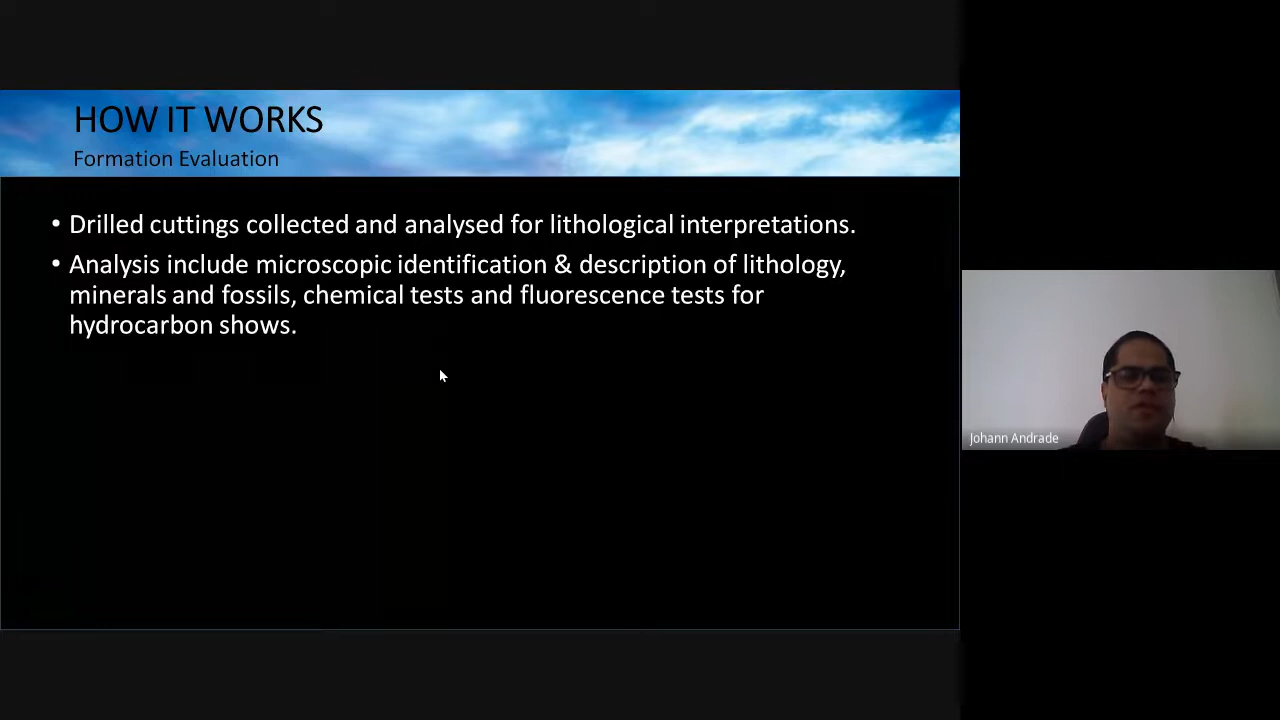 HOW IT WORKS
Formation Evaluation
• Drilled cuttings collected and analysed for lithological interpretations.
• Analysis include microscopic identification & description of lithology,
minerals and fossils, chemical tests and fluorescence tests for
hydrocarbon shows.
Johann Andrade